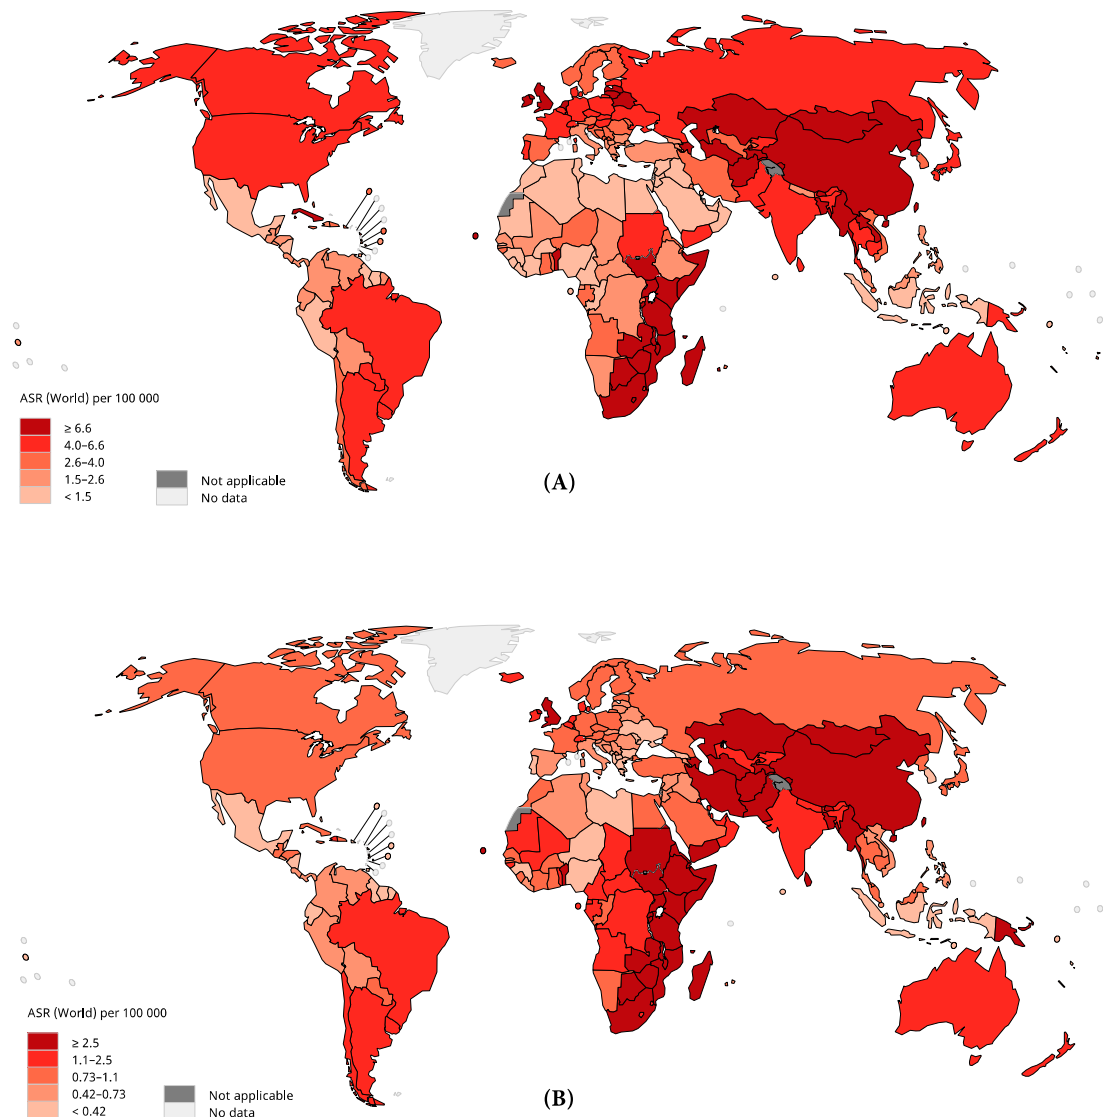 ASR (World) per 100 000
≥ 6.6
4.0–6.6
2.6–4.0
1.5–2.6
< 1.5
Not applicable
No data
(A)
ASR (World) per 100 000
≥ 2.5
1.1–2.5
0.73–1.1
0.42–0.73
< 0.42
Not applicable
No data
(B)